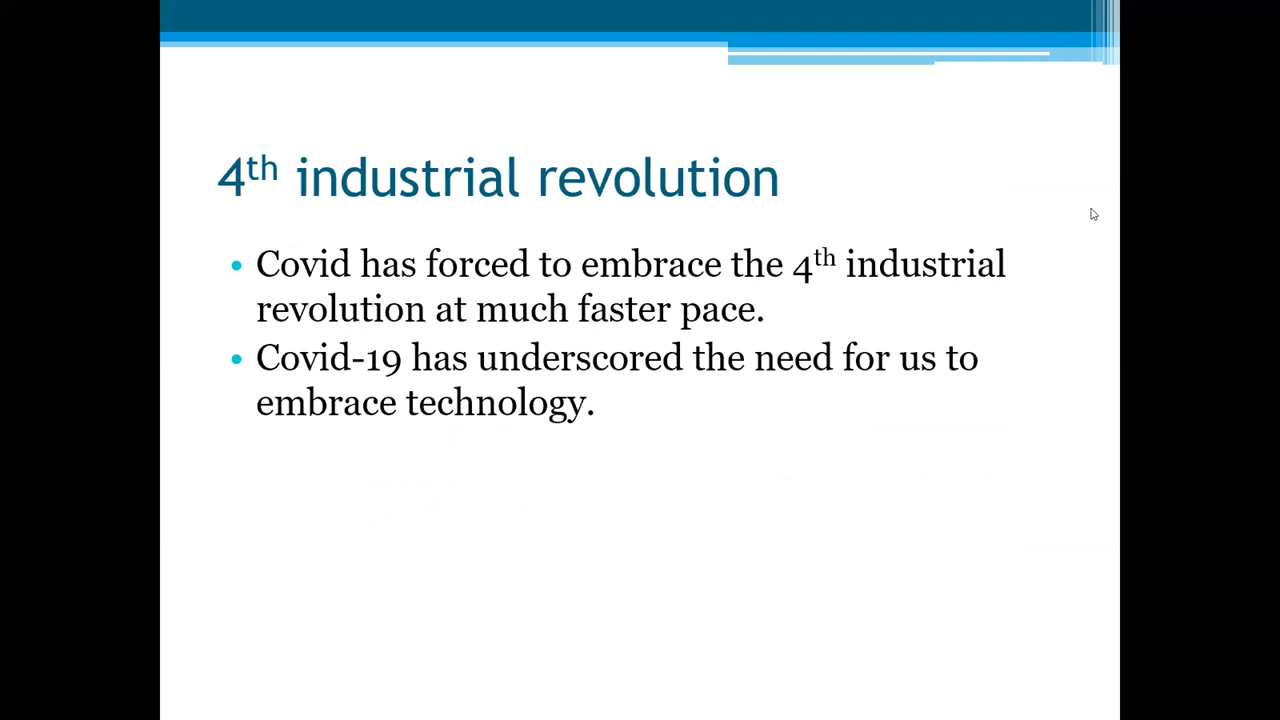 4th industrial revolution
• Covid has forced to embrace the 4th industrial
revolution at much faster pace.
• Covid-19 has underscored the need for us to
embrace technology.